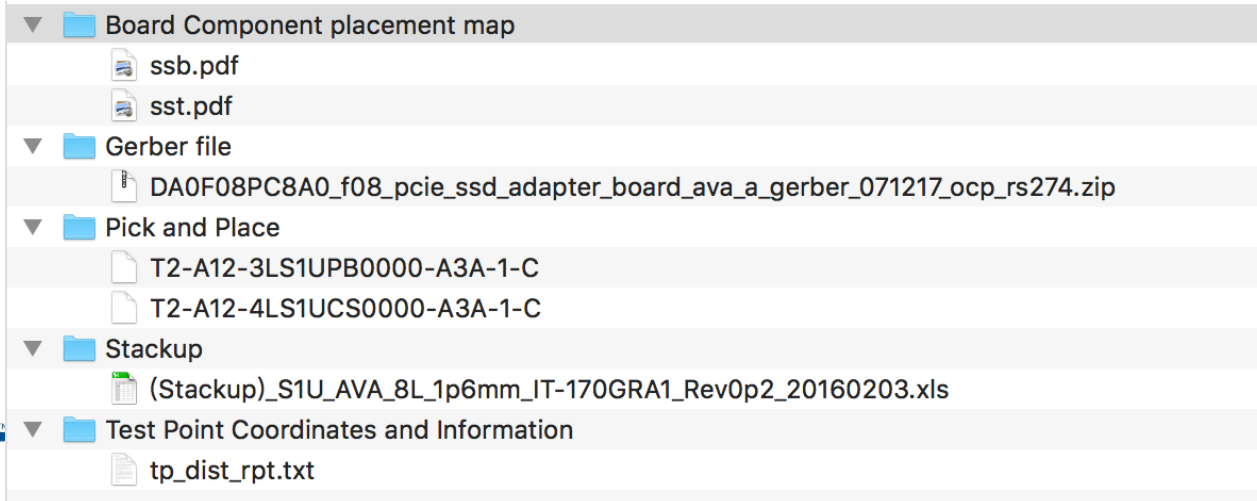 Board Component placement map
ssb.pdf
sst.pdf
Gerber file
DA0F08PC8A0_f08_pcie_ssd_adapter_board_ava_a_gerber_071217_ocp_rs274.zip
Pick and Place
T2-A12-3LS1UPB0000-A3A-1-C
T2-A12-4LS1UCS0000-A3A-1-C
Stackup
(Stackup)_S1U_AVA_8L_1p6mm_IT-170GRA1_Rev0p2_20160203.xls
Test Point Coordinates and Information
tp_dist_rpt.txt